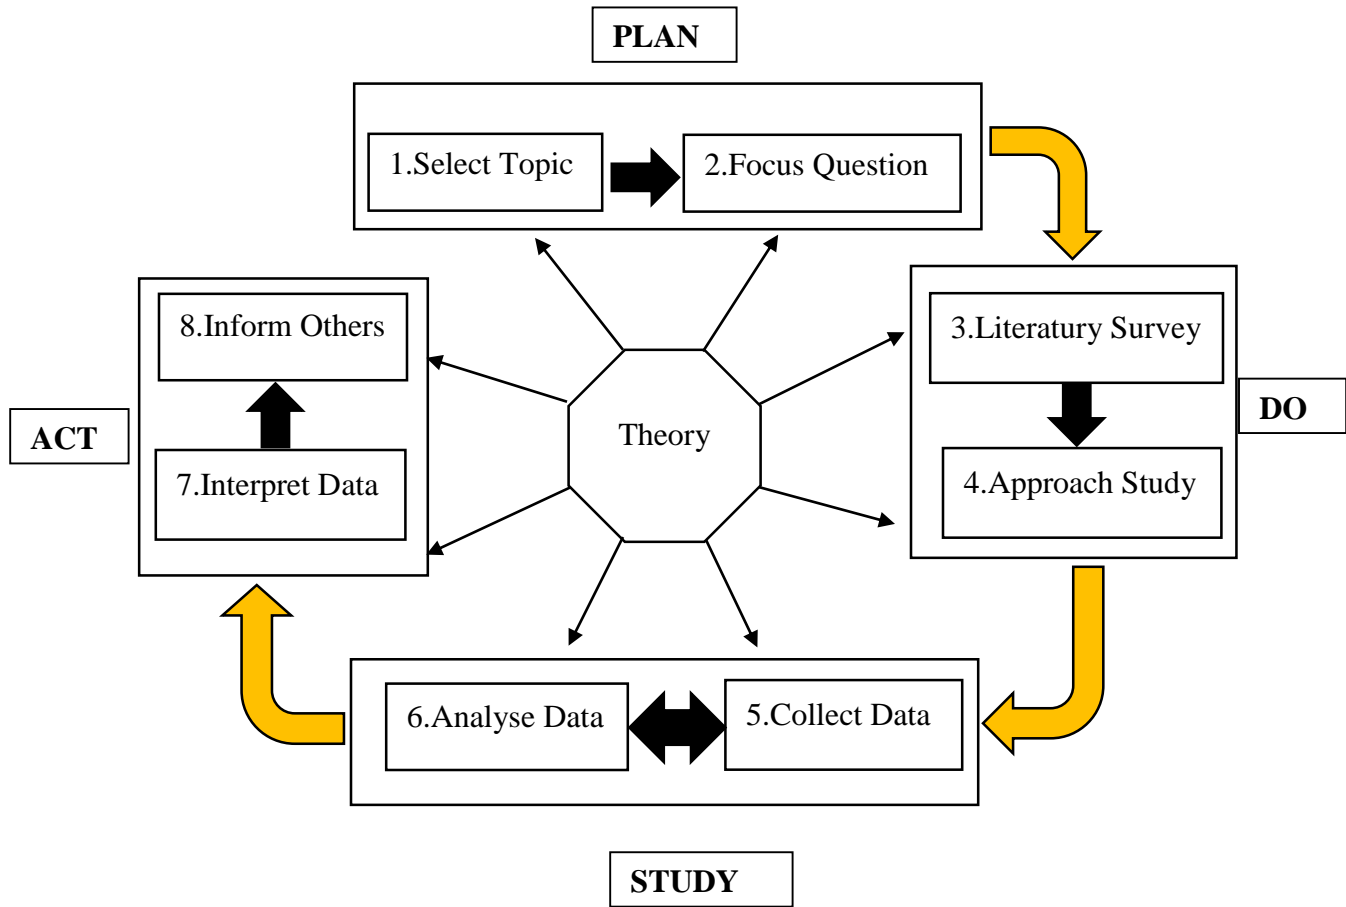 PLAN
1.Select Topic
2.Focus Question
3.Literatury Survey
4.Approach Study
DO
8.Inform Others
7.Interpret Data
ACT
Theory
6.Analyse Data
5.Collect Data
STUDY